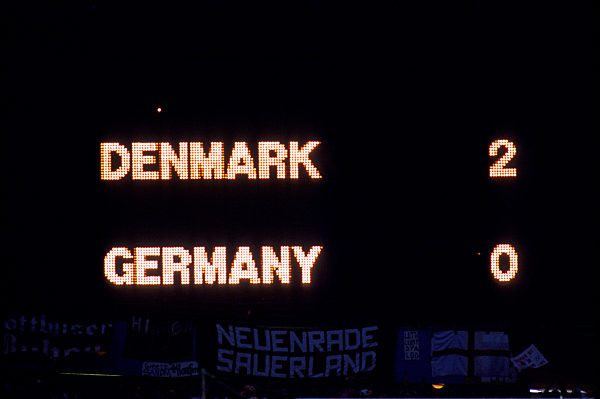 DENMARK 2
GERMANY 0
NEUENRADE
SAUERLAND